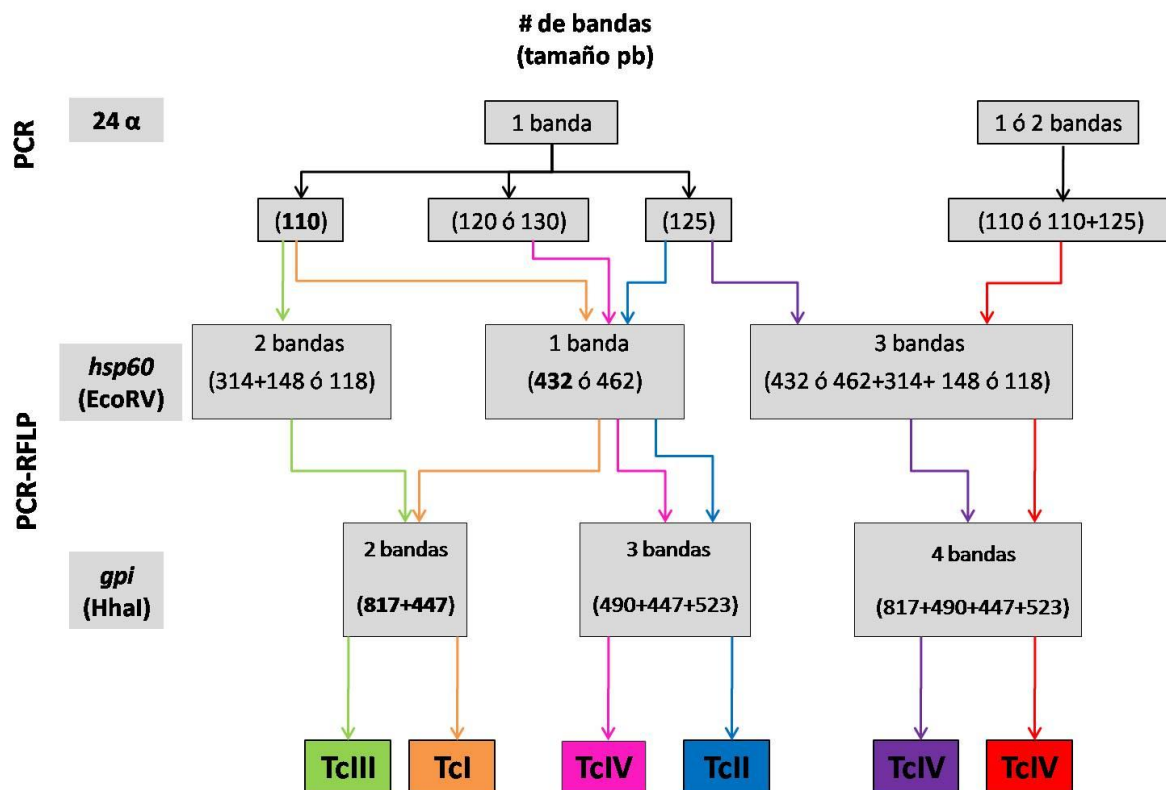 # de bandas
(tamaño pb)
PCR
24 α
1 banda
1 ó 2 bandas
(110)
(120 ó 130)
(125)
(110 ó 110+125)
PCR-RFLP
hsp60
(EcoRV)
2 bandas
(314+148 ó 118)
1 banda
(432 ó 462)
3 bandas
(432 ó 462+314+ 148 ó 118)
gpi
(HhaI)
2 bandas
(817+447)
3 bandas
(490+447+523)
4 bandas
(817+490+447+523)
TcIII
TcI
TcIV
TcII
TcIV
TcIV